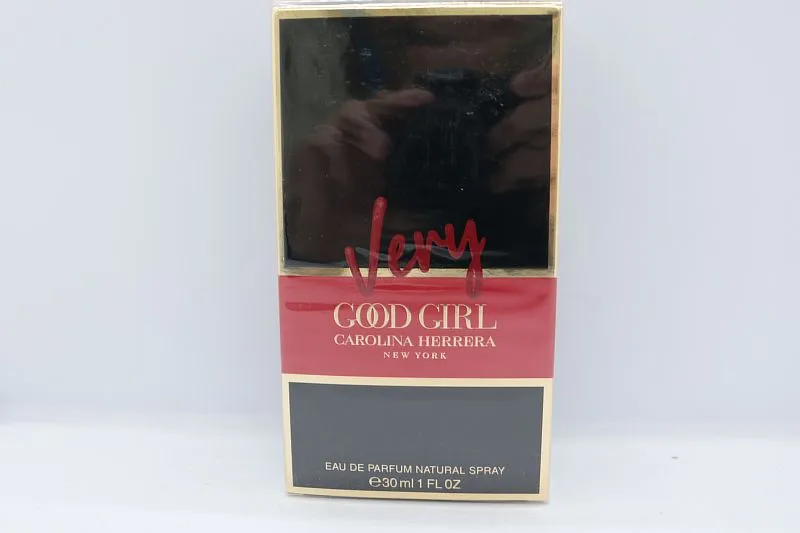 Very
GOOD GIRL
CAROLINA HERRERA
NEW YORK
EAU DE PARFUM NATURAL SPRAY
℮30 ml 1 FL OZ